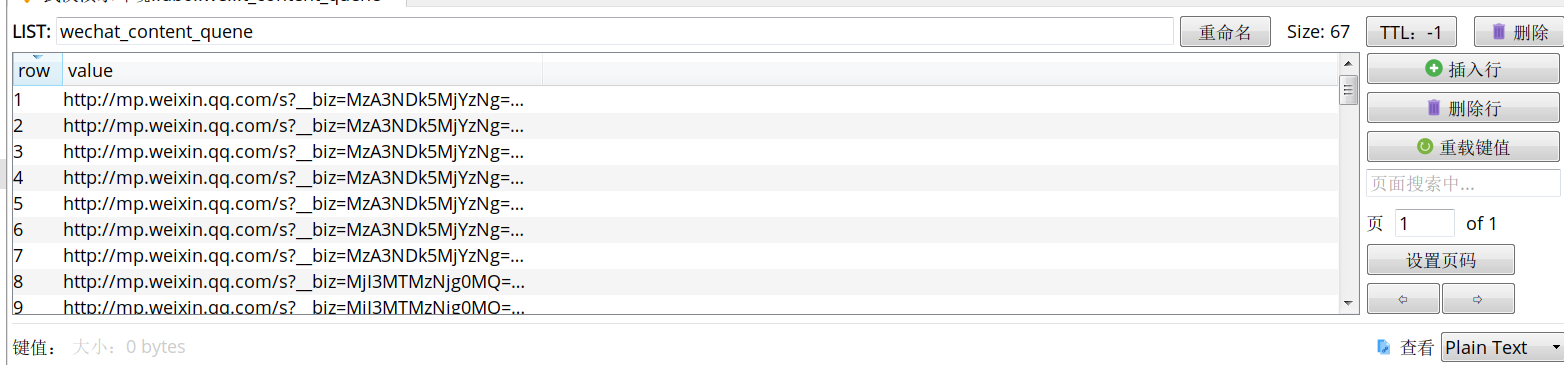 LIST: wechat_content_quene 重命名 Size: 67 TTL：-1 删除
row value
1 http://mp.weixin.qq.com/s?__biz=MzA3NDk5MjYzNg=...
2 http://mp.weixin.qq.com/s?__biz=MzA3NDk5MjYzNg=...
3 http://mp.weixin.qq.com/s?__biz=MzA3NDk5MjYzNg=...
4 http://mp.weixin.qq.com/s?__biz=MzA3NDk5MjYzNg=...
5 http://mp.weixin.qq.com/s?__biz=MzA3NDk5MjYzNg=...
6 http://mp.weixin.qq.com/s?__biz=MzA3NDk5MjYzNg=...
7 http://mp.weixin.qq.com/s?__biz=MzA3NDk5MjYzNg=...
8 http://mp.weixin.qq.com/s?__biz=MjI3MTMzNjg0MQ=...
9 http://mp.weixin.qq.com/s?__biz=MjI3MTMzNjg0MQ=...
插入行
删除行
重载键值
页面搜索中...
页 1 of 1
设置页码
键值： 大小：0 bytes 查看 Plain Text